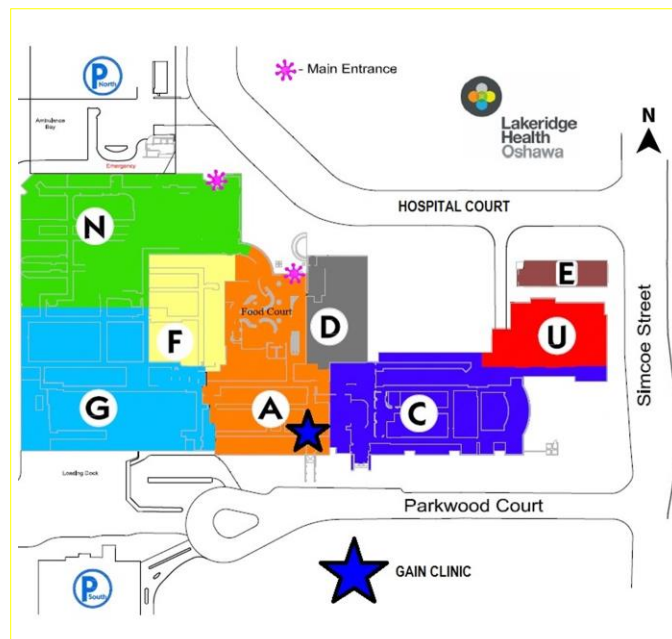 P
North
- Main Entrance
Lakeridge
Health
Oshawa
N
Ambulance
Bay
Emergency
HOSPITAL COURT
N
E
Food Court
D
U
F
Simcoe Street
G
A
C
Loading Dock
Parkwood Court
GAIN CLINIC
P
South